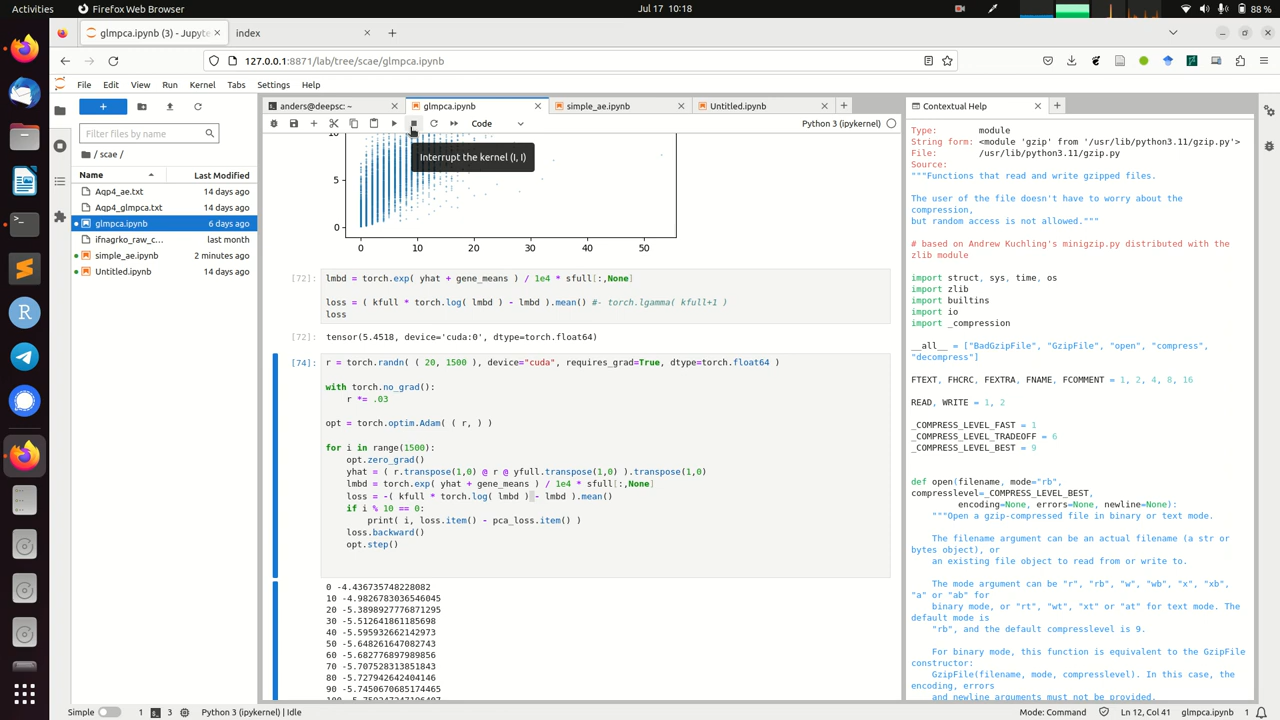 Activities
Firefox Web Browser
Jul 17 10:18
88 %
glmpca.ipynb (3) - Jupyte
index
127.0.0.1:8871/lab/tree/scae/glmpca.ipynb
File Edit View Run Kernel Tabs Settings Help
anders@deepsc: ~
glmpca.ipynb
simple_ae.ipynb
Untitled.ipynb
Contextual Help
Code
Python 3 (ipykernel)
Interrupt the kernel (I, I)
Filter files by name
/ scae /
Name Last Modified
Aqp4_ae.txt 14 days ago
Aqp4_glmpca.txt 14 days ago
glmpca.ipynb 6 days ago
ifnagrko_raw_c... last month
simple_ae.ipynb 2 minutes ago
Untitled.ipynb 14 days ago
10
5
0
0 10 20 30 40 50
[72]: lmbd = torch.exp( yhat + gene_means ) / 1e4 * sfull[:,None]
loss = ( kfull * torch.log( lmbd ) - lmbd ).mean() #- torch.lgamma( kfull+1 )
loss
[72]: tensor(5.4518, device='cuda:0', dtype=torch.float64)
[74]: r = torch.randn( ( 20, 1500 ), device="cuda", requires_grad=True, dtype=torch.float64 )
with torch.no_grad():
r *= .03
opt = torch.optim.Adam( ( r, ) )
for i in range(1500):
opt.zero_grad()
yhat = ( r.transpose(1,0) @ r @ yfull.transpose(1,0) ).transpose(1,0)
lmbd = torch.exp( yhat + gene_means ) / 1e4 * sfull[:,None]
loss = -( kfull * torch.log( lmbd ) - lmbd ).mean()
if i % 10 == 0:
print( i, loss.item() - pca_loss.item() )
loss.backward()
opt.step()
0 -4.436735748228082
10 -4.9826783036546045
20 -5.3898927776871295
30 -5.512641861185698
40 -5.595932662142973
50 -5.648261647082743
60 -5.682776897989856
70 -5.707528313851843
80 -5.727942642404146
90 -5.7450670685174465
Type: module
String form: <module 'gzip' from '/usr/lib/python3.11/gzip.py'>
File: /usr/lib/python3.11/gzip.py
Source:
"""Functions that read and write gzipped files.
The user of the file doesn't have to worry about the
compression,
but random access is not allowed."""
# based on Andrew Kuchling's minigzip.py distributed with the
zlib module
import struct, sys, time, os
import zlib
import builtins
import io
import _compression
__all__ = ["BadGzipFile", "GzipFile", "open", "compress",
"decompress"]
FTEXT, FHCRC, FEXTRA, FNAME, FCOMMENT = 1, 2, 4, 8, 16
READ, WRITE = 1, 2
_COMPRESS_LEVEL_FAST = 1
_COMPRESS_LEVEL_TRADEOFF = 6
_COMPRESS_LEVEL_BEST = 9
def open(filename, mode="rb",
compresslevel=_COMPRESS_LEVEL_BEST,
encoding=None, errors=None, newline=None):
"""Open a gzip-compressed file in binary or text mode.
The filename argument can be an actual filename (a str or
bytes object), or
an existing file object to read from or write to.
The mode argument can be "r", "rb", "w", "wb", "x", "xb",
"a" or "ab" for
binary mode, or "rt", "wt", "xt" or "at" for text mode. The
default mode is
"rb", and the default compresslevel is 9.
For binary mode, this function is equivalent to the GzipFile
constructor:
GzipFile(filename, mode, compresslevel). In this case, the
encoding, errors
and newline arguments must not be provided.
Simple 1 3 Python 3 (ipykernel) | Idle
Mode: Command Ln 12, Col 41 glmpca.ipynb 1